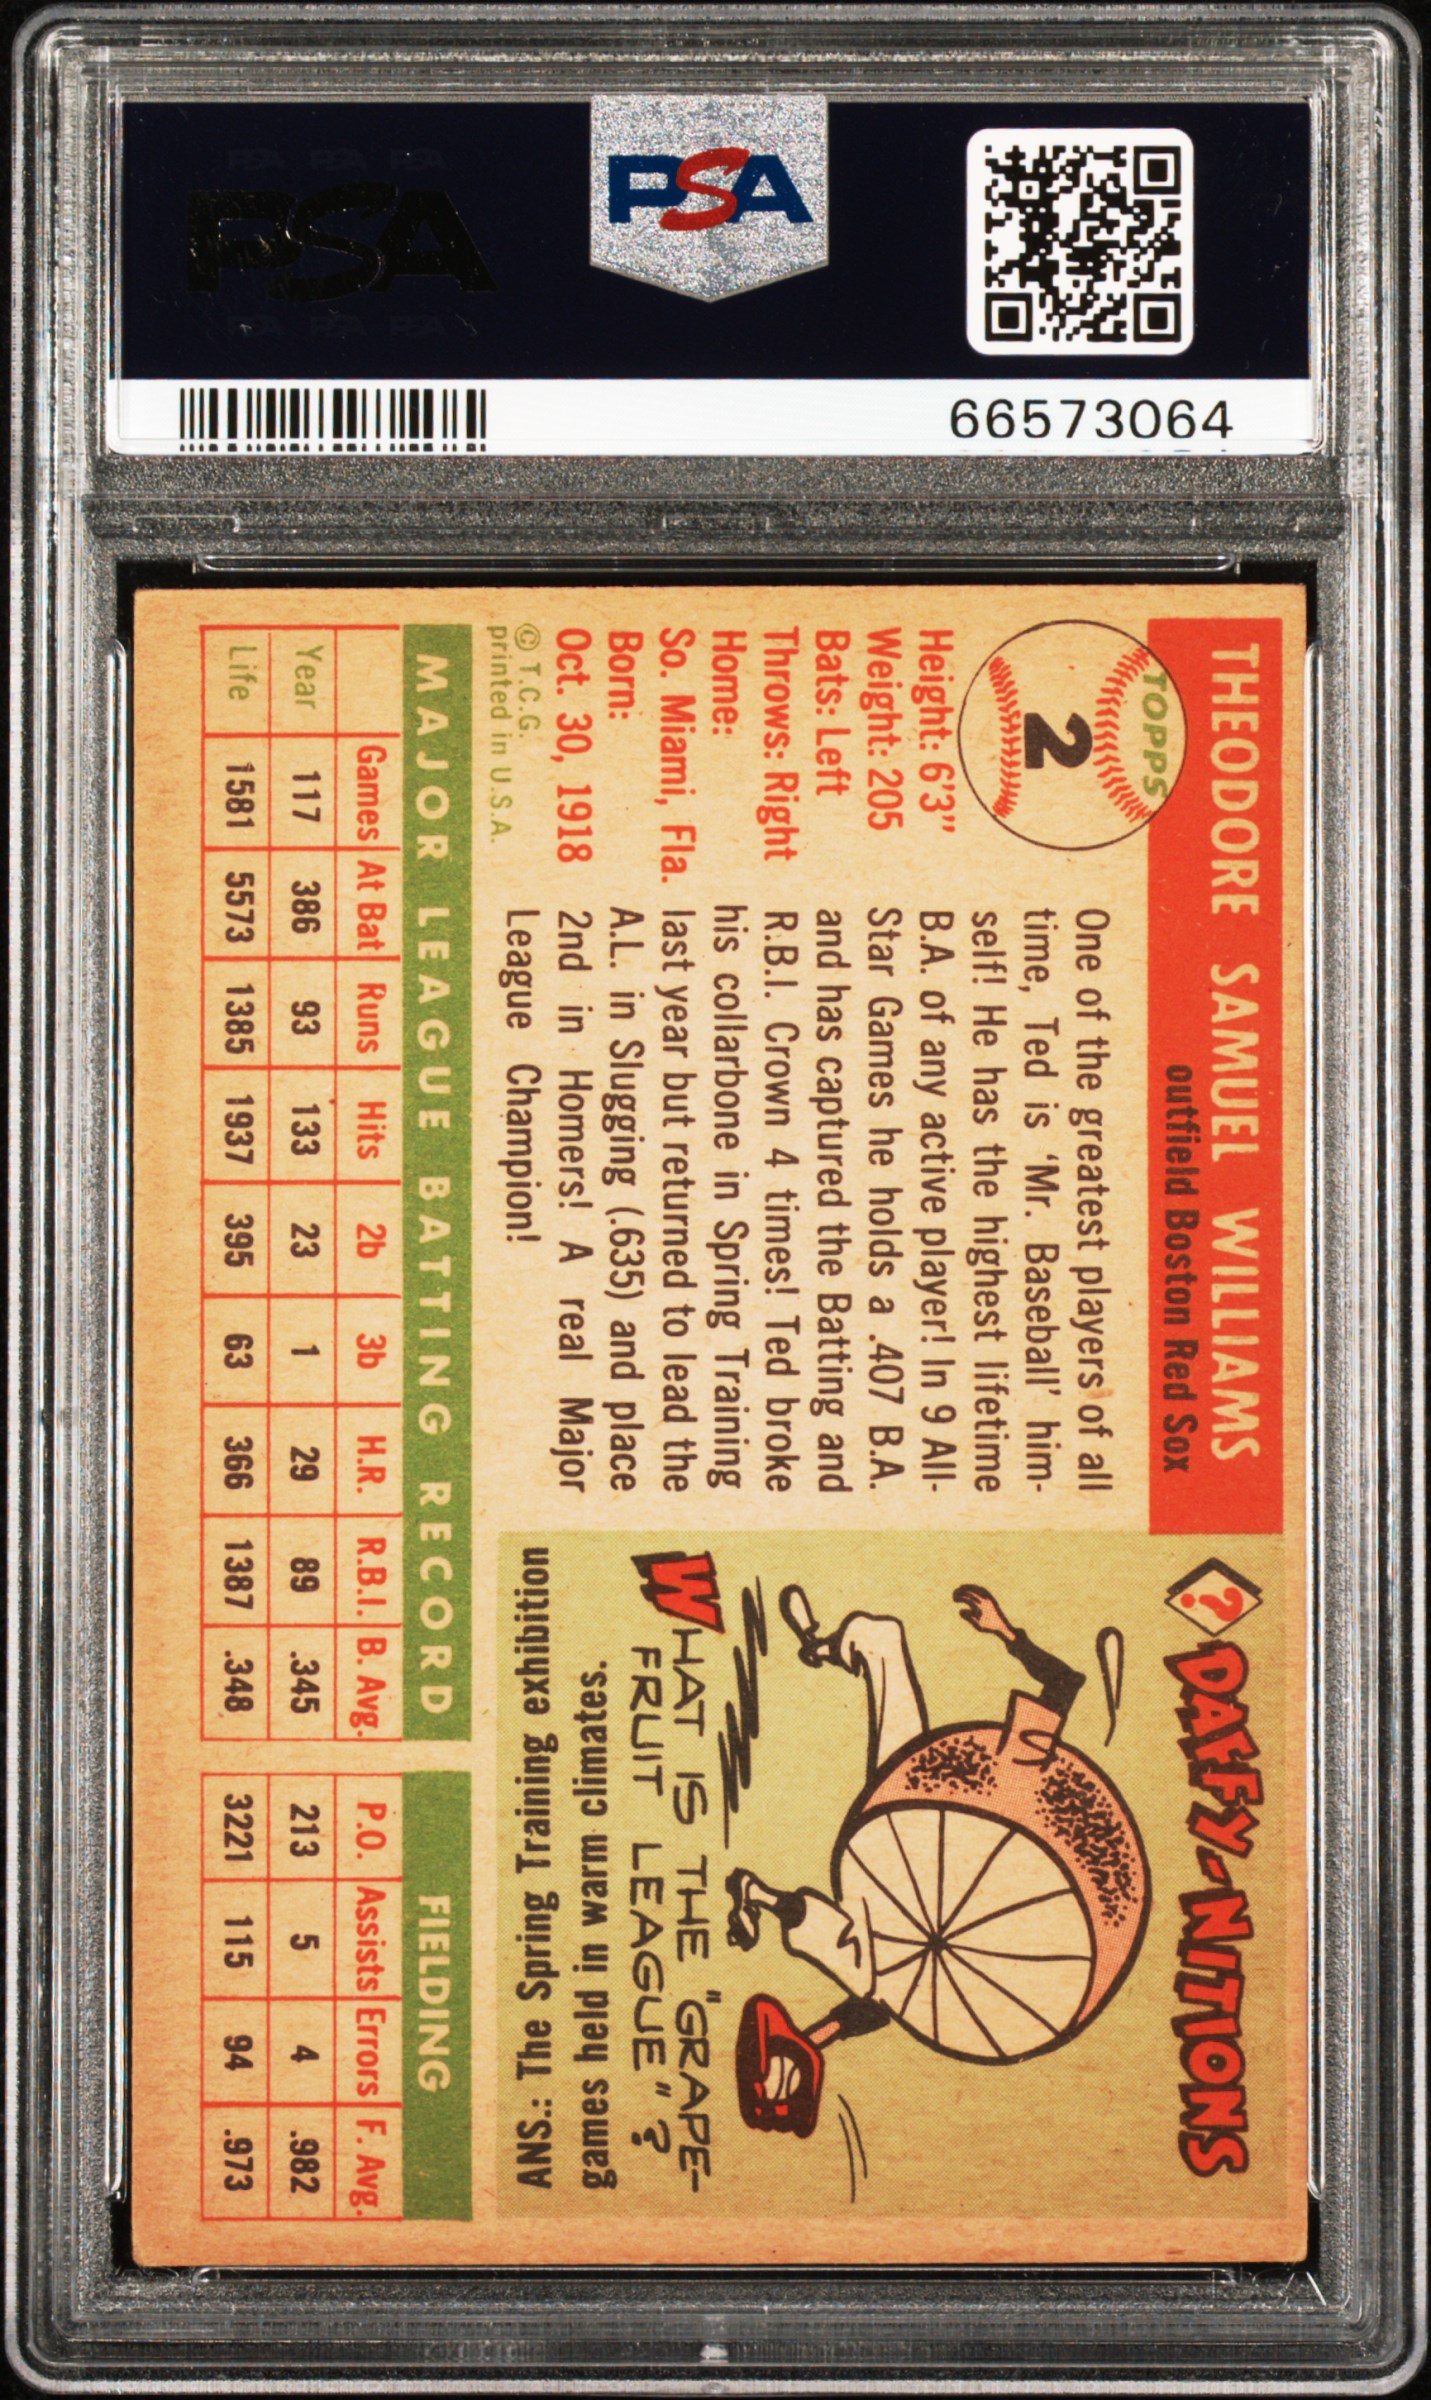 PSA PSA PSA
PSA
PSA PSA PSA
PSA
66573064
THEODORE SAMUEL WILLIAMS
outfield Boston Red Sox
TOPPS
2
Height: 6'3"
Weight: 205
Bats: Left
Throws: Right
Home:
So. Miami, Fla.
Born:
Oct. 30, 1918
© T.C.G.
printed in U.S.A.
One of the greatest players of all
time, Ted is ‘Mr. Baseball’ him-
self! He has the highest lifetime
B.A. of any active player! In 9 All-
Star Games he holds a .407 B.A.
and has captured the Batting and
R.B.I. Crown 4 times! Ted broke
his collarbone in Spring Training
last year but returned to lead the
A.L. in Slugging (.635) and place
2nd in Homers! A real Major
League Champion!
? DAFFY-NITIONS
WHAT IS THE "GRAPE-
FRUIT LEAGUE"?
ANS.: The Spring Training exhibition
games held in warm climates.
MAJOR LEAGUE BATTING RECORD
Games At Bat Runs Hits 2b 3b H.R. R.B.I. B. Avg.
Year 117 386 93 133 23 1 29 89 .345
Life 1581 5573 1385 1937 395 63 366 1387 .348
FIELDING
P.O. Assists Errors F. Avg.
213 5 4 .982
3221 115 94 .973